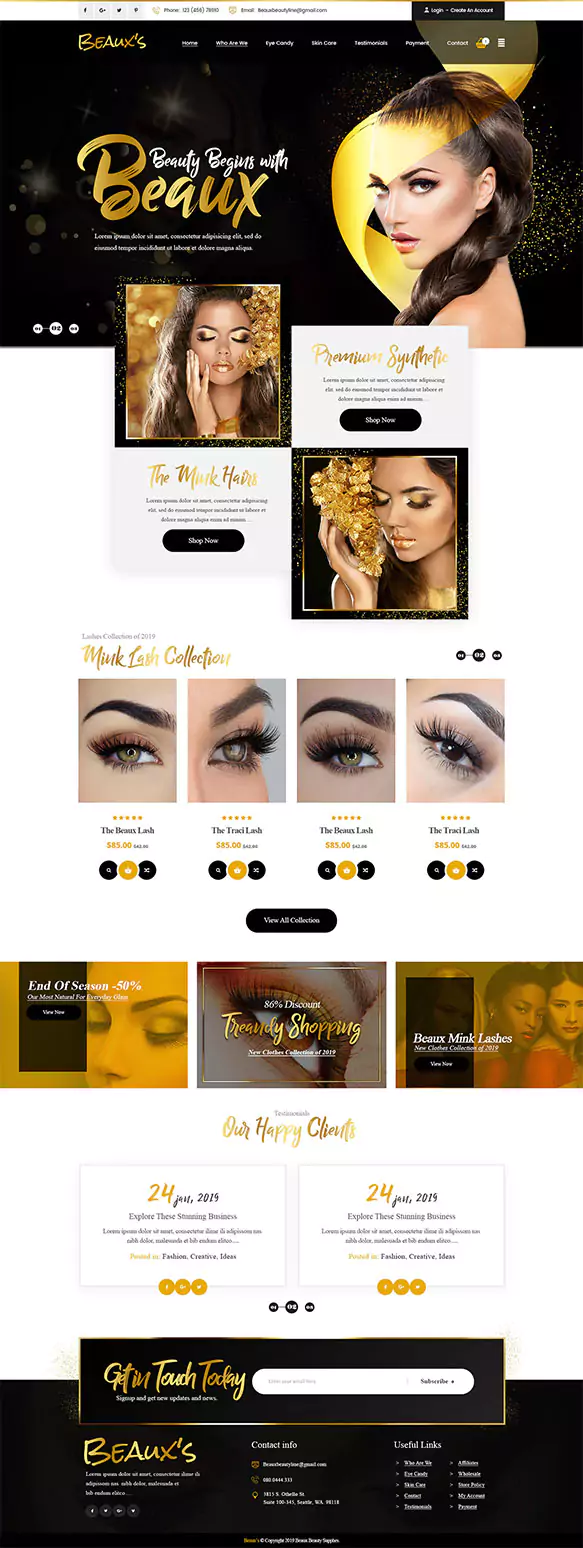 Phone: 123 (456) 78910
Email: Beauxbeautyline@gmail.com
Login - Create An Account
BEAUX'S
Home
Who Are We
Eye Candy
Skin Care
Testimonials
Payment
Contact
Beauty Begins with
Beaux
Lorem ipsum dolor sit amet, consectetur adipisicing elit, sed do
eiusmod tempor incididunt ut labore et dolore magna aliqua.
01
02
03
Premium Synthetic
Lorem ipsum dolor sit amet, consectetur adipisicing
elit, sed do eiusmod tempor incididunt ut labore et
dolore magna aliqua enim ad minum....
Shop Now
The Mink Hairs
Lorem ipsum dolor sit amet, consectetur adipisicing
elit, sed do eiusmod tempor incididunt ut labore et
dolore magna aliqua enim ad minum....
Shop Now
Lashes Collection of 2019
Mink Lash Collection
01
02
03
The Beaux Lash
$85.00 $42.00
The Traci Lash
$85.00 $42.00
The Beaux Lash
$85.00 $42.00
The Traci Lash
$85.00 $42.00
View All Collection
End Of Season -50%
Our Most Natural For Everyday Glam
View Now
86% Discount
Treandy Shopping
New Clothes Collection of 2019
Beaux Mink Lashes
New Clothes Collection of 2019
View Now
Testimonials
Our Happy Clients
24 jan, 2019
Explore These Stunning Business
Lorem ipsum dolor sit amet, consectetur ilime ili adipissom nas
nibh dolor, malesuada et bib endum elitco.....
Posted in: Fashion, Creative, Ideas
24 jan, 2019
Explore These Stunning Business
Lorem ipsum dolor sit amet, consectetur ilime ili adipissom nas
nibh dolor, malesuada et bib endum elitco.....
Posted in: Fashion, Creative, Ideas
01
02
03
Get in Touch Today
Signup and get new updates and news.
Enter your email here
Subscribe
BEAUX'S
Lorem ipsum dolor sit amet, consectetur dolore ili
adipissom nas nibh dolor, malesuada et
bib endum elitco.....
Contact info
Beauxbeautyline@gmail.com
080 0444 333
3815 S. Othello St
Suite 100-345, Seattle, WA. 98118
Useful Links
> Who Are We
> Eye Candy
> Skin Care
> Contact
> Testimonials
> Affiliates
> Wholesale
> Store Policy
> My Account
> Payment
Beaux's © Copyright 2019 Beaux Beauty Supplies.